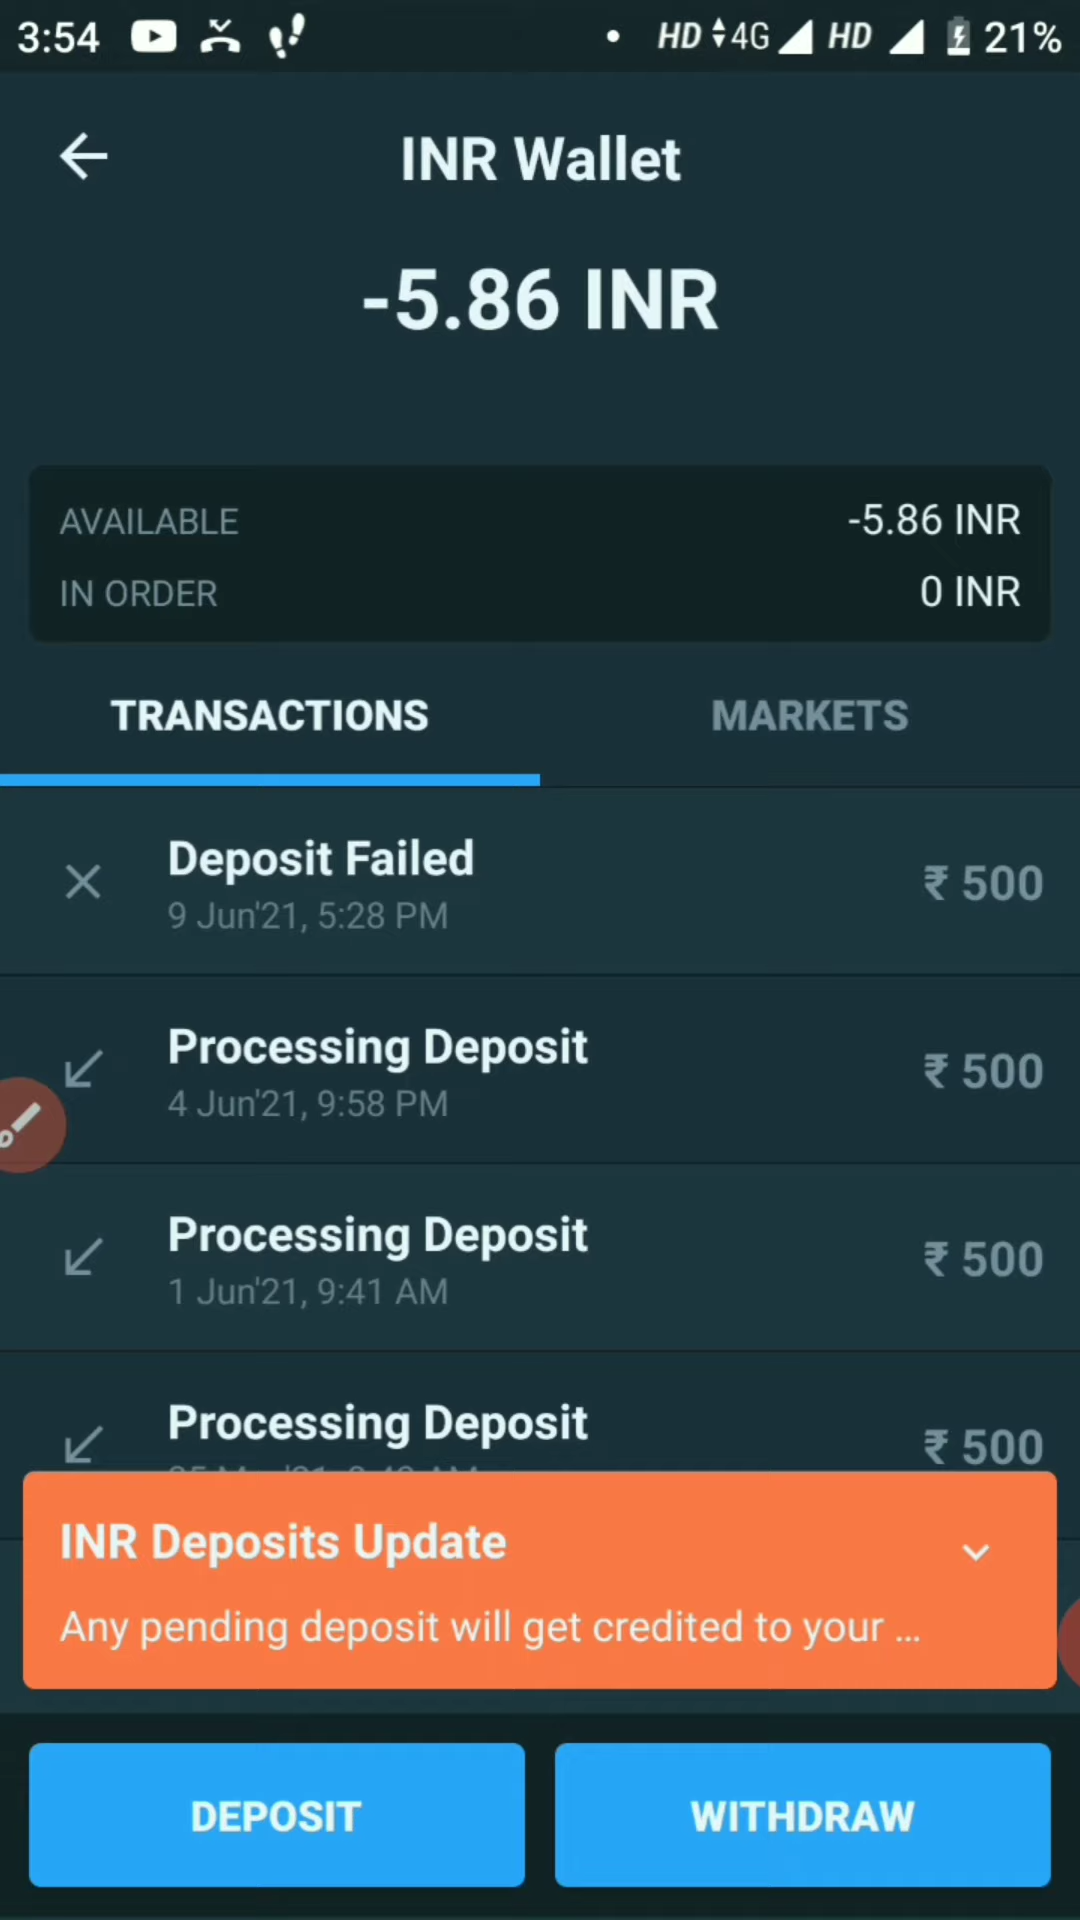 3:54 HD 4G HD 21%
INR Wallet
-5.86 INR
AVAILABLE -5.86 INR
IN ORDER 0 INR
TRANSACTIONS MARKETS
Deposit Failed ₹ 500
9 Jun'21, 5:28 PM
Processing Deposit ₹ 500
4 Jun'21, 9:58 PM
Processing Deposit ₹ 500
1 Jun'21, 9:41 AM
Processing Deposit ₹ 500
INR Deposits Update
Any pending deposit will get credited to your ...
DEPOSIT WITHDRAW